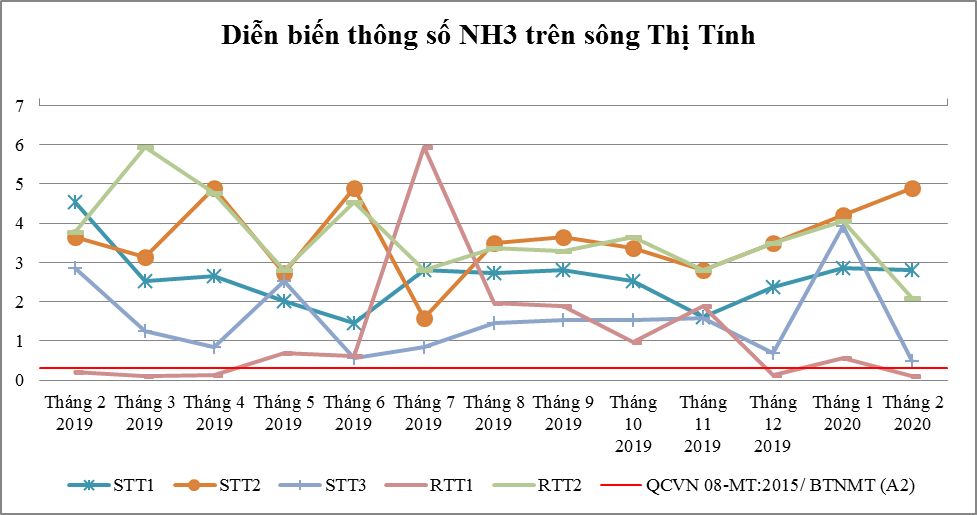 Diễn biến thông số NH3 trên sông Thị Tính
7
6
5
4
3
2
1
0
Tháng 2 Tháng 3 Tháng 4 Tháng 5 Tháng 6 Tháng 7 Tháng 8 Tháng 9 Tháng Tháng Tháng Tháng 1 Tháng 2
2019 2019 2019 2019 2019 2019 2019 2019 10 11 12 2020 2020
2019 2019 2019
STT1 STT2 STT3 RTT1 RTT2 QCVN 08-MT:2015/ BTNMT (A2)